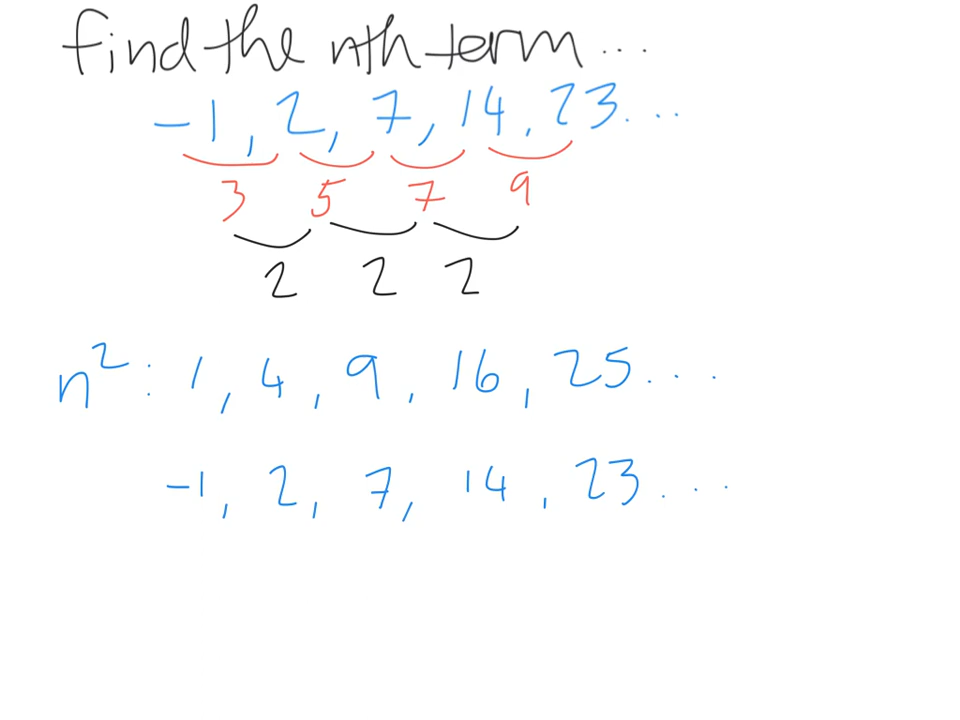 find the nth term...
-1, 2, 7, 14, 23...
3 5 7 9
2 2 2
n²: 1, 4, 9, 16, 25...
-1, 2, 7, 14, 23...